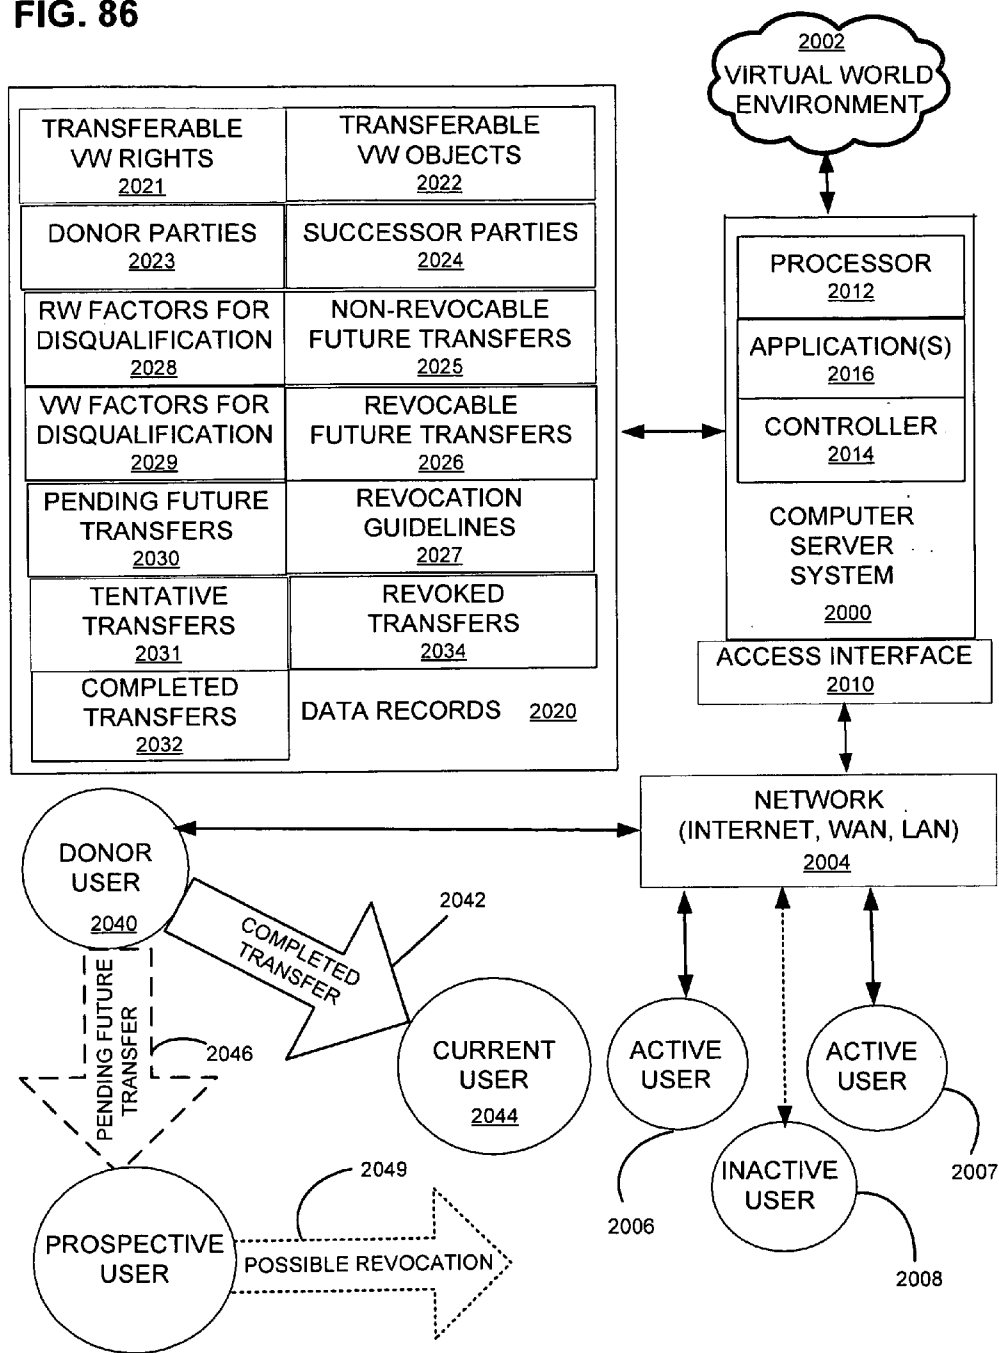 FIG. 86
2002
VIRTUAL WORLD
ENVIRONMENT
TRANSFERABLE
VW RIGHTS
2021
TRANSFERABLE
VW OBJECTS
2022
DONOR PARTIES
2023
SUCCESSOR PARTIES
2024
RW FACTORS FOR
DISQUALIFICATION
2028
NON-REVOCABLE
FUTURE TRANSFERS
2025
VW FACTORS FOR
DISQUALIFICATION
2029
REVOCABLE
FUTURE TRANSFERS
2026
PENDING FUTURE
TRANSFERS
2030
REVOCATION
GUIDELINES
2027
TENTATIVE
TRANSFERS
2031
REVOKED
TRANSFERS
2034
COMPLETED
TRANSFERS
2032
DATA RECORDS 2020
PROCESSOR
2012
APPLICATION(S)
2016
CONTROLLER
2014
COMPUTER
SERVER
SYSTEM
2000
ACCESS INTERFACE
2010
NETWORK
(INTERNET, WAN, LAN)
2004
DONOR
USER
2040
COMPLETED
TRANSFER
2042
PENDING FUTURE
TRANSFER
2046
CURRENT
USER
2044
ACTIVE
USER
2006
ACTIVE
USER
2007
INACTIVE
USER
2008
PROSPECTIVE
USER
2049
POSSIBLE REVOCATION